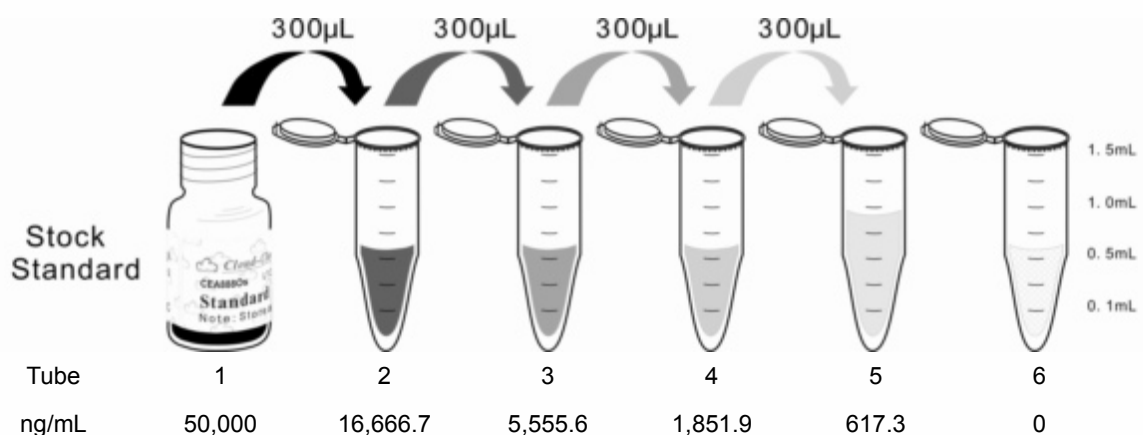 300µL 300µL 300µL 300µL
1. 5mL
1. 0mL
Stock
Standard
0. 5mL
0. 1mL
Standard
Tube 1 2 3 4 5 6
ng/mL 50,000 16,666.7 5,555.6 1,851.9 617.3 0